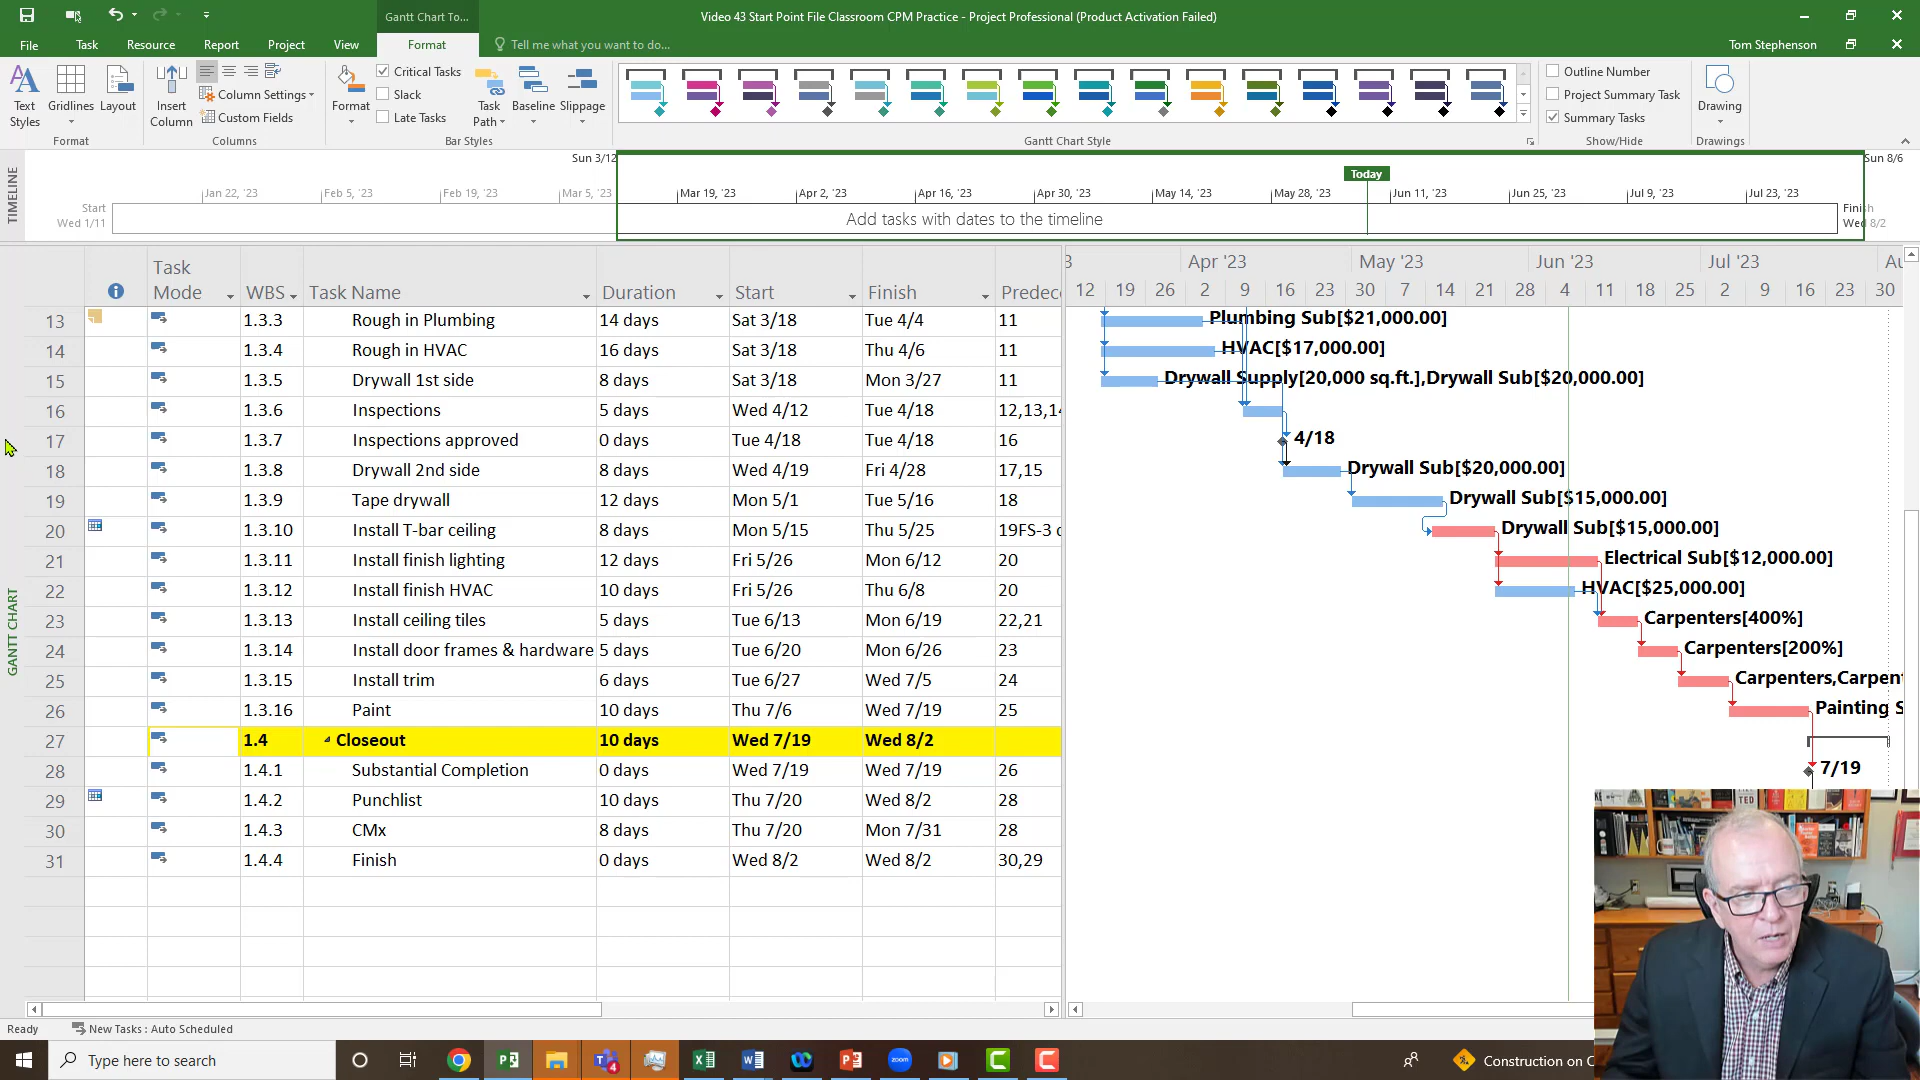 Gantt Chart To...
Video 43 Start Point File Classroom CPM Practice - Project Professional (Product Activation Failed)
File Task Resource Report Project View Format Tell me what you want to do... Tom Stephenson
Text Styles
Gridlines
Layout
Format
Insert Column
Column Settings
Custom Fields
Columns
Format
Critical Tasks
Slack
Late Tasks
Task Path
Baseline
Slippage
Bar Styles
Gantt Chart Style
Outline Number
Project Summary Task
Summary Tasks
Show/Hide
Drawing
Drawings
TIMELINE
Sun 3/12
Sun 8/6
Today
Jan 22, '23 Feb 5, '23 Feb 19, '23 Mar 5, '23 Mar 19, '23 Apr 2, '23 Apr 16, '23 Apr 30, '23 May 14, '23 May 28, '23 Jun 11, '23 Jun 25, '23 Jul 9, '23 Jul 23, '23
Start
Wed 1/11
Add tasks with dates to the timeline
Finish
Wed 8/2
GANTT CHART
Task Mode WBS Task Name Duration Start Finish Predec
3 Apr '23 May '23 Jun '23 Jul '23 Au
12 19 26 2 9 16 23 30 7 14 21 28 4 11 18 25 2 9 16 23 30
13 1.3.3 Rough in Plumbing 14 days Sat 3/18 Tue 4/4 11 Plumbing Sub[$21,000.00]
14 1.3.4 Rough in HVAC 16 days Sat 3/18 Thu 4/6 11 HVAC[$17,000.00]
15 1.3.5 Drywall 1st side 8 days Sat 3/18 Mon 3/27 11 Drywall Supply[20,000 sq.ft.],Drywall Sub[$20,000.00]
16 1.3.6 Inspections 5 days Wed 4/12 Tue 4/18 12,13,14
17 1.3.7 Inspections approved 0 days Tue 4/18 Tue 4/18 16 4/18
18 1.3.8 Drywall 2nd side 8 days Wed 4/19 Fri 4/28 17,15 Drywall Sub[$20,000.00]
19 1.3.9 Tape drywall 12 days Mon 5/1 Tue 5/16 18 Drywall Sub[$15,000.00]
20 1.3.10 Install T-bar ceiling 8 days Mon 5/15 Thu 5/25 19FS-3 d Drywall Sub[$15,000.00]
21 1.3.11 Install finish lighting 12 days Fri 5/26 Mon 6/12 20 Electrical Sub[$12,000.00]
22 1.3.12 Install finish HVAC 10 days Fri 5/26 Thu 6/8 20 HVAC[$25,000.00]
23 1.3.13 Install ceiling tiles 5 days Tue 6/13 Mon 6/19 22,21 Carpenters[400%]
24 1.3.14 Install door frames & hardware 5 days Tue 6/20 Mon 6/26 23 Carpenters[200%]
25 1.3.15 Install trim 6 days Tue 6/27 Wed 7/5 24 Carpenters,Carpent
26 1.3.16 Paint 10 days Thu 7/6 Wed 7/19 25 Painting S
27 1.4 Closeout 10 days Wed 7/19 Wed 8/2
28 1.4.1 Substantial Completion 0 days Wed 7/19 Wed 7/19 26 7/19
29 1.4.2 Punchlist 10 days Thu 7/20 Wed 8/2 28
30 1.4.3 CMx 8 days Thu 7/20 Mon 7/31 28
31 1.4.4 Finish 0 days Wed 8/2 Wed 8/2 30,29
TED
Ready New Tasks : Auto Scheduled
Type here to search
4
zoom
Construction on C